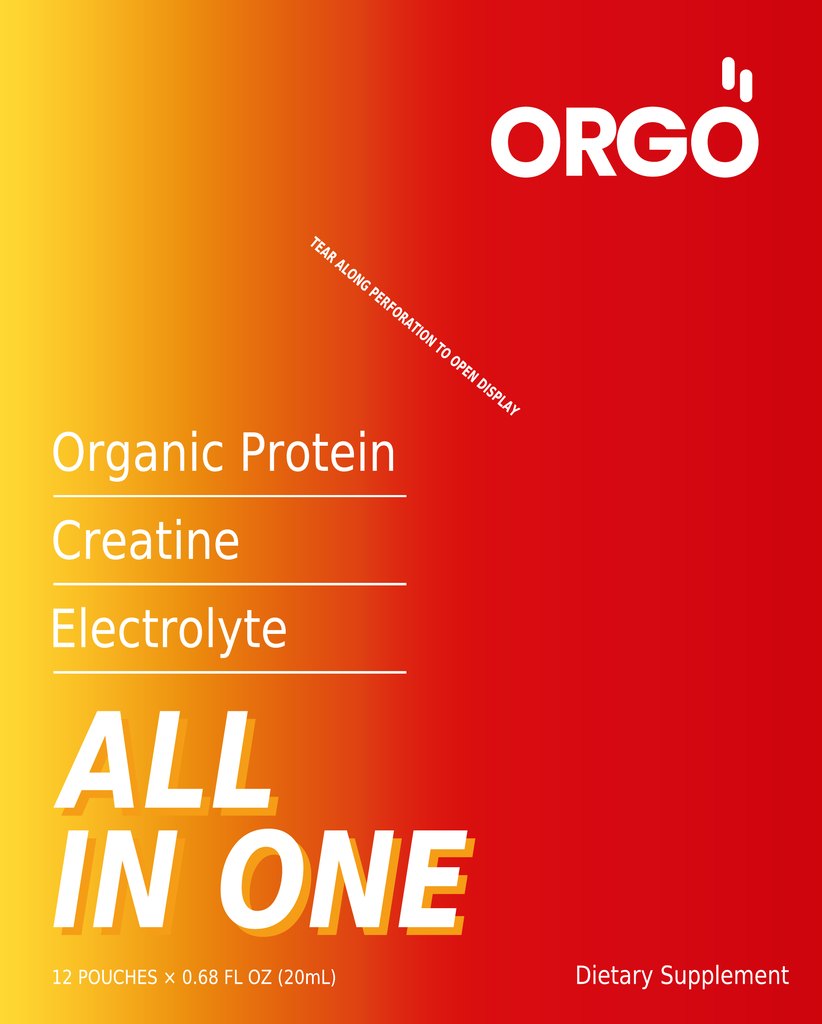 ORGO
TEAR ALONG PERFORATION TO OPEN DISPLAY
Organic Protein
Creatine
Electrolyte
ALL
IN ONE
12 POUCHES × 0.68 FL OZ (20mL)
Dietary Supplement